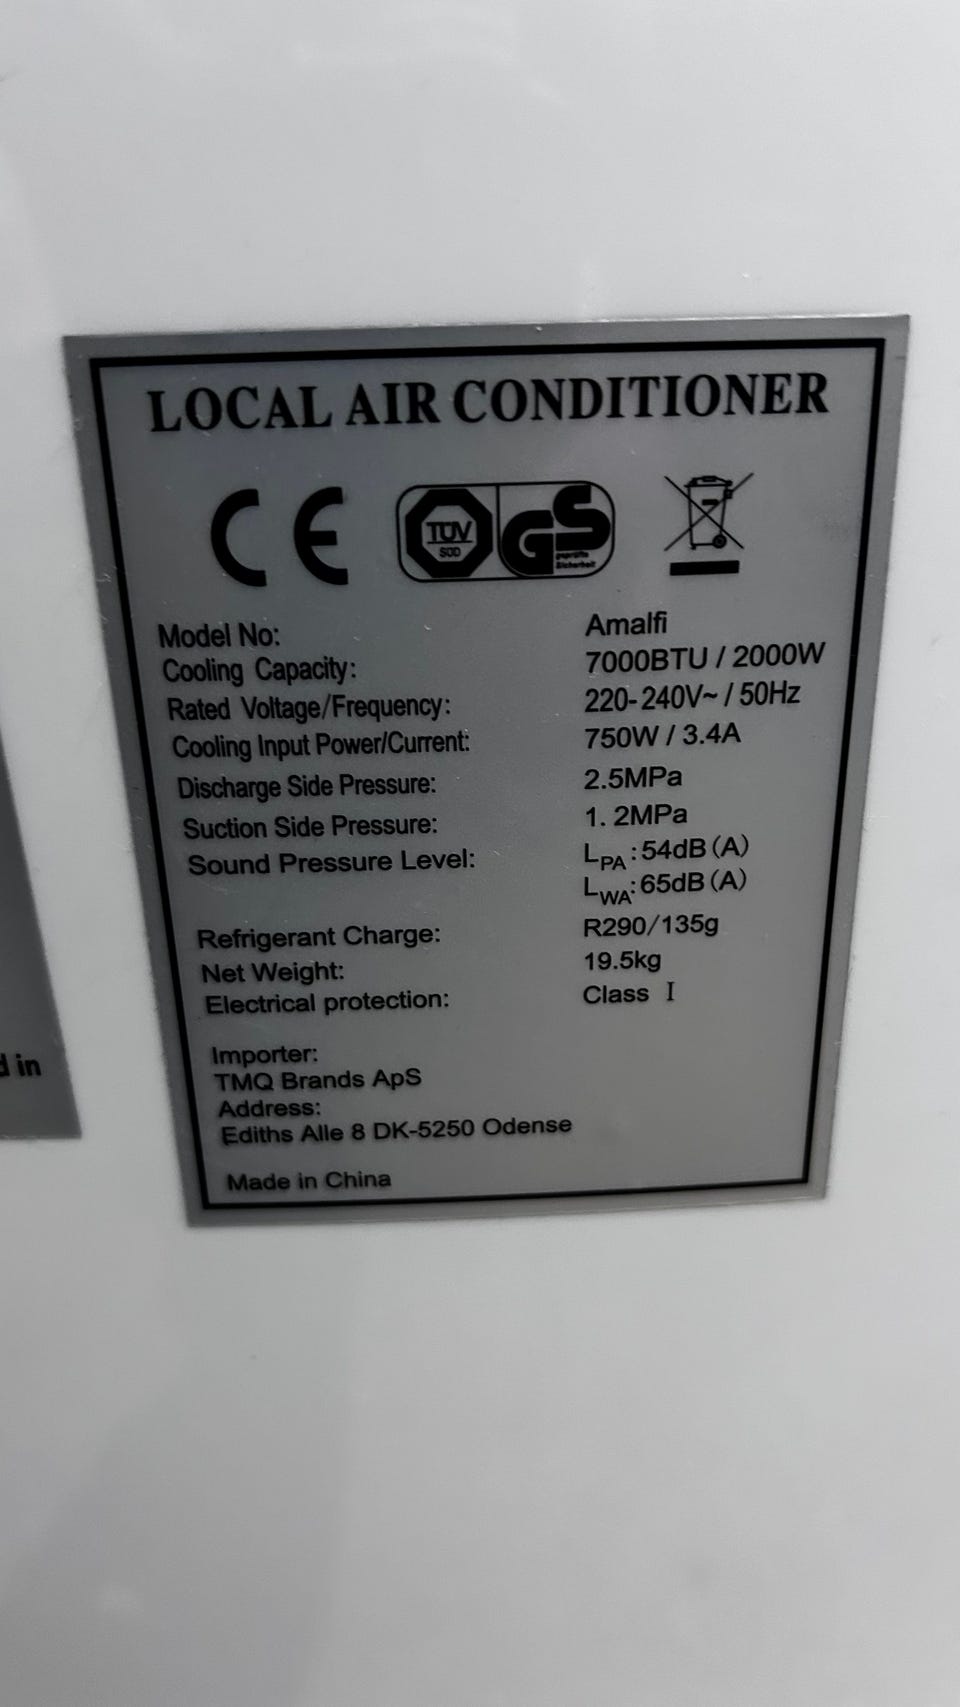 LOCAL AIR CONDITIONER
CE TÜV SÜD GS geprüfte Sicherheit
Model No: Amalfi
Cooling Capacity: 7000BTU / 2000W
Rated Voltage/Frequency: 220-240V~ / 50Hz
Cooling Input Power/Current: 750W / 3.4A
Discharge Side Pressure: 2.5MPa
Suction Side Pressure: 1. 2MPa
Sound Pressure Level: LPA:54dB(A)
LWA:65dB(A)
Refrigerant Charge: R290/135g
Net Weight: 19.5kg
Electrical protection: Class I
Importer:
TMQ Brands ApS
Address:
Ediths Alle 8 DK-5250 Odense
Made in China
in